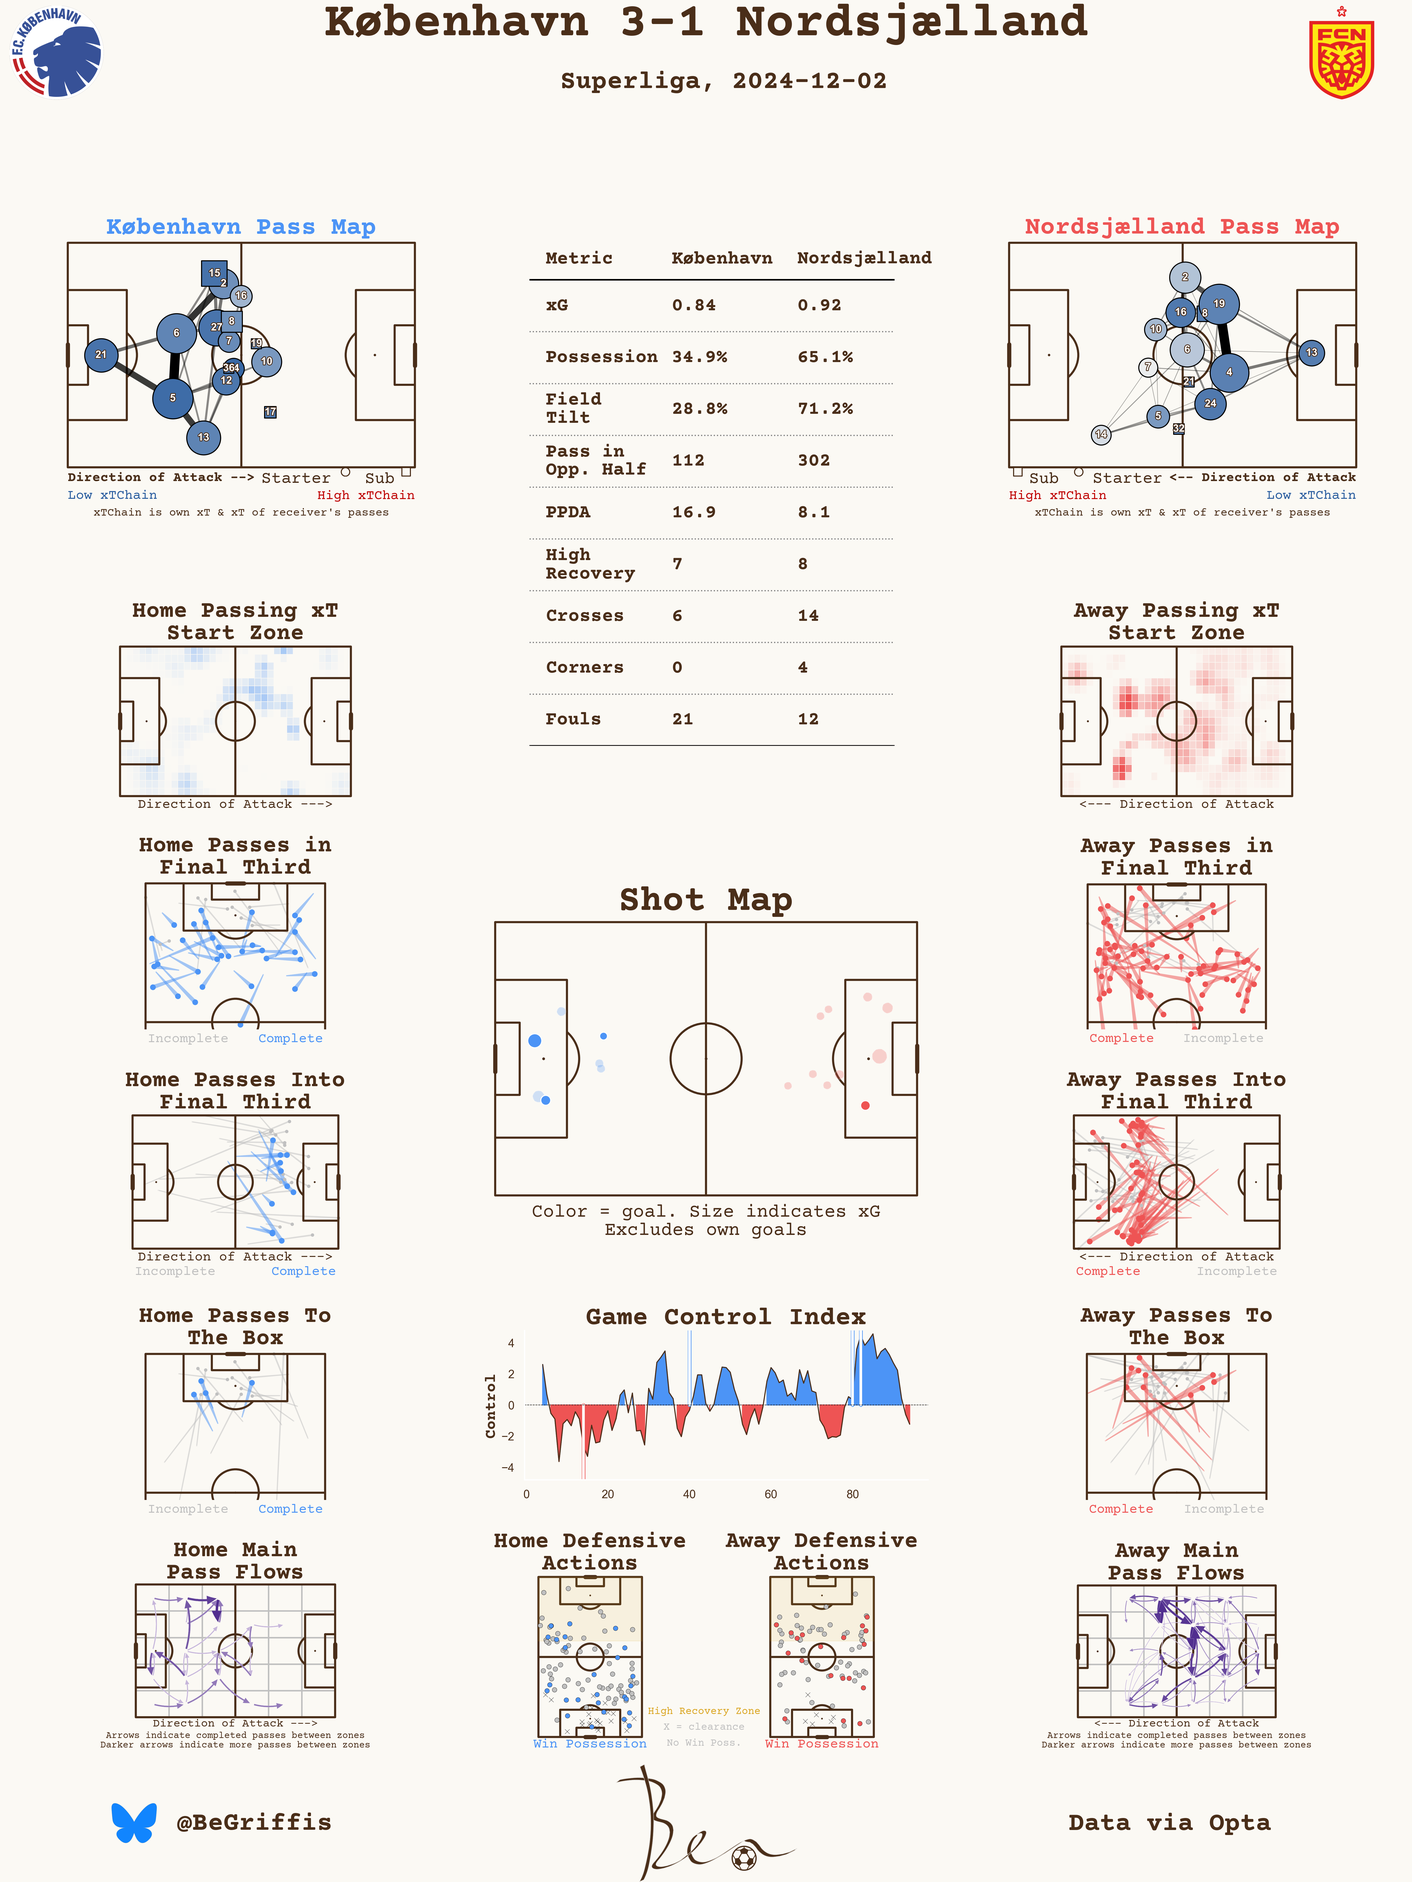 København 3-1 Nordsjælland
Superliga, 2024-12-02
F.C. KØBENHAVN
FCN
København Pass Map
15
2
16
6
27
8
7
19
21
10
364
12
5
17
13
Direction of Attack --> Starter Sub
Low xTChain High xTChain
xTChain is own xT & xT of receiver's passes
Metric København Nordsjælland
xG 0.84 0.92
Possession 34.9% 65.1%
Field
Tilt 28.8% 71.2%
Pass in
Opp. Half 112 302
PPDA 16.9 8.1
High
Recovery 7 8
Crosses 6 14
Corners 0 4
Fouls 21 12
Nordsjælland Pass Map
2
19
16
8
10
6
13
7
4
21
24
5
14
32
Sub Starter <-- Direction of Attack
High xTChain Low xTChain
xTChain is own xT & xT of receiver's passes
Home Passing xT
Start Zone
Direction of Attack --->
Away Passing xT
Start Zone
<--- Direction of Attack
Home Passes in
Final Third
Incomplete Complete
Away Passes in
Final Third
Complete Incomplete
Shot Map
Color = goal. Size indicates xG
Excludes own goals
Home Passes Into
Final Third
Direction of Attack --->
Incomplete Complete
Away Passes Into
Final Third
<--- Direction of Attack
Complete Incomplete
Home Passes To
The Box
Incomplete Complete
Game Control Index
Control
4
2
0
−2
−4
0 20 40 60 80
Away Passes To
The Box
Complete Incomplete
Home Main
Pass Flows
Direction of Attack --->
Arrows indicate completed passes between zones
Darker arrows indicate more passes between zones
Home Defensive
Actions
Win Possession
High Recovery Zone
X = clearance
No Win Poss.
Away Defensive
Actions
Win Possession
Away Main
Pass Flows
<--- Direction of Attack
Arrows indicate completed passes between zones
Darker arrows indicate more passes between zones
@BeGriffis
Ben
Data via Opta